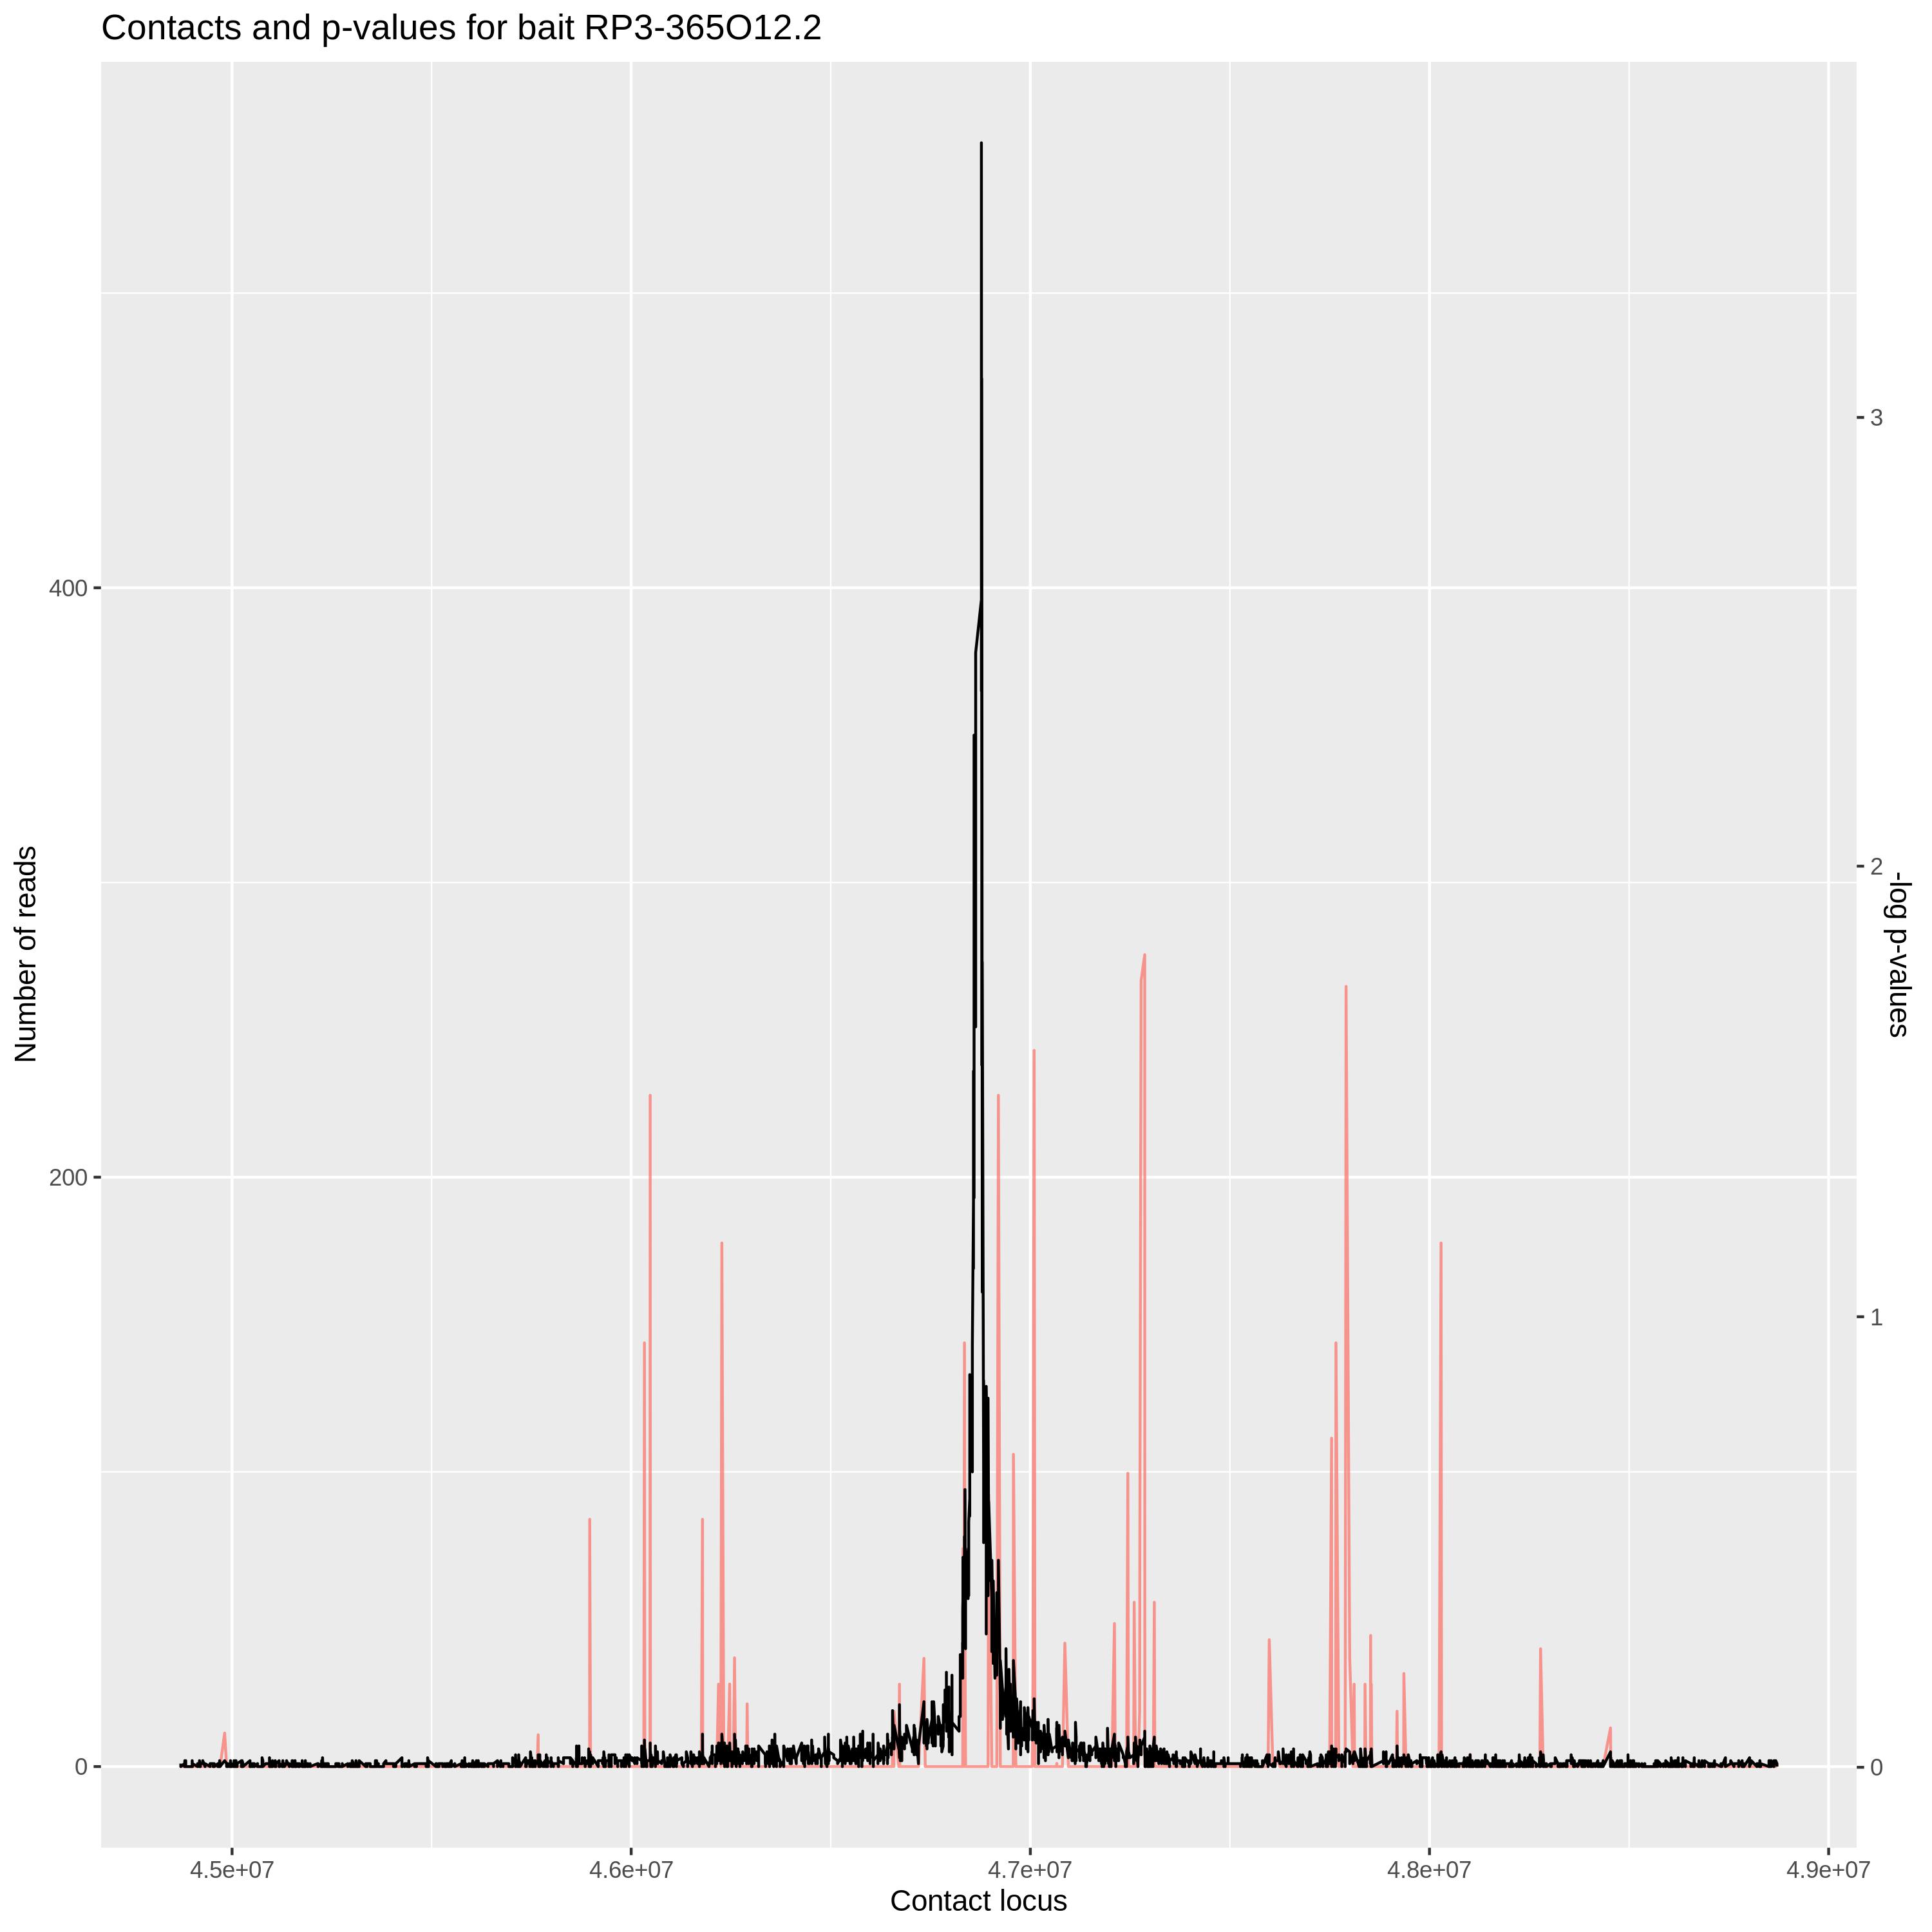 Contacts and p-values for bait RP3-365O12.2
Number of reads
400
200
0
3
2
1
0
-log p-values
4.5e+07
4.6e+07
4.7e+07
4.8e+07
4.9e+07
Contact locus